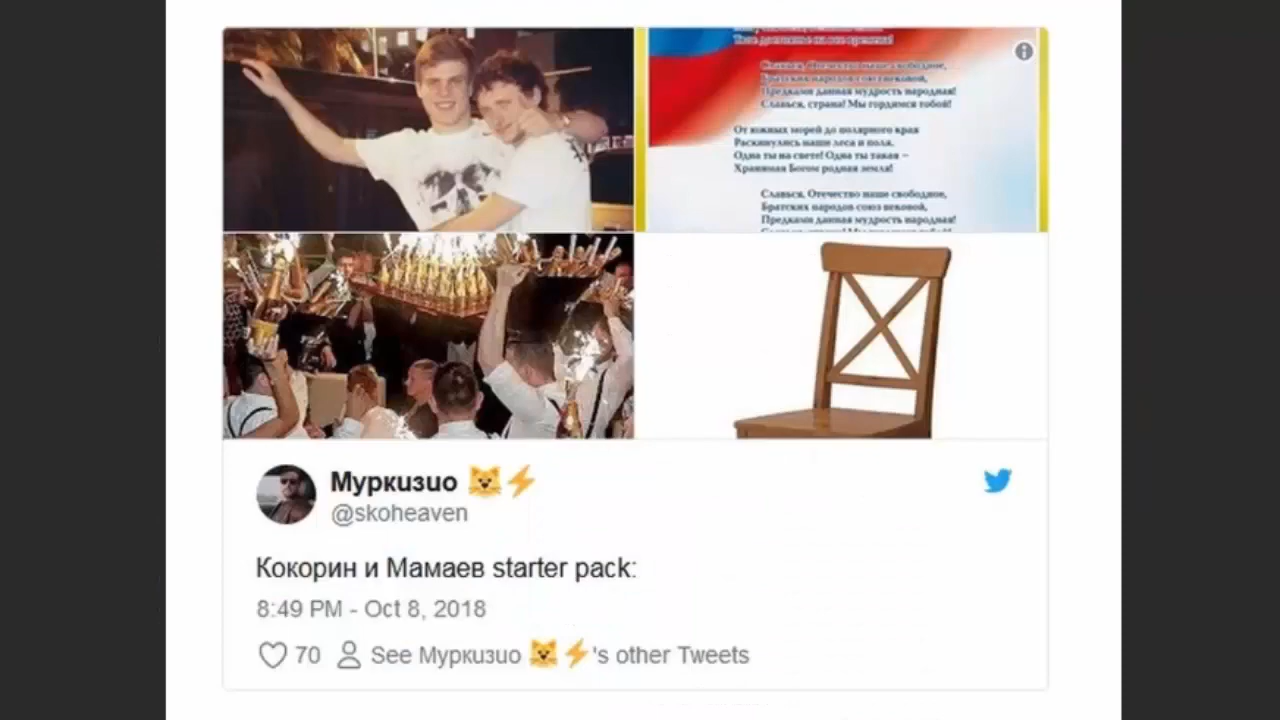 Славься, Отечество наше свободное,
Братских народов союз вековой,
Предками данная мудрость народная!
Славься, страна! Мы гордимся тобой!
От южных морей до полярного края
Раскинулись наши леса и поля.
Одна ты на свете! Одна ты такая –
Хранимая Богом родная земля!
Славься, Отечество наше свободное,
Братских народов союз вековой,
Предками данная мудрость народная!
Муркизио 😺⚡
@skoheaven
Кокорин и Мамаев starter pack:
8:49 PM - Oct 8, 2018
70 See Муркизио 😺⚡'s other Tweets